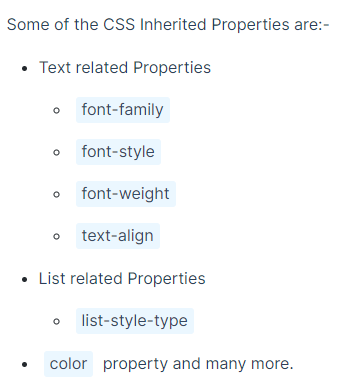 Some of the CSS Inherited Properties are:-
Text related Properties
font-family
font-style
font-weight
text-align
List related Properties
list-style-type
color property and many more.